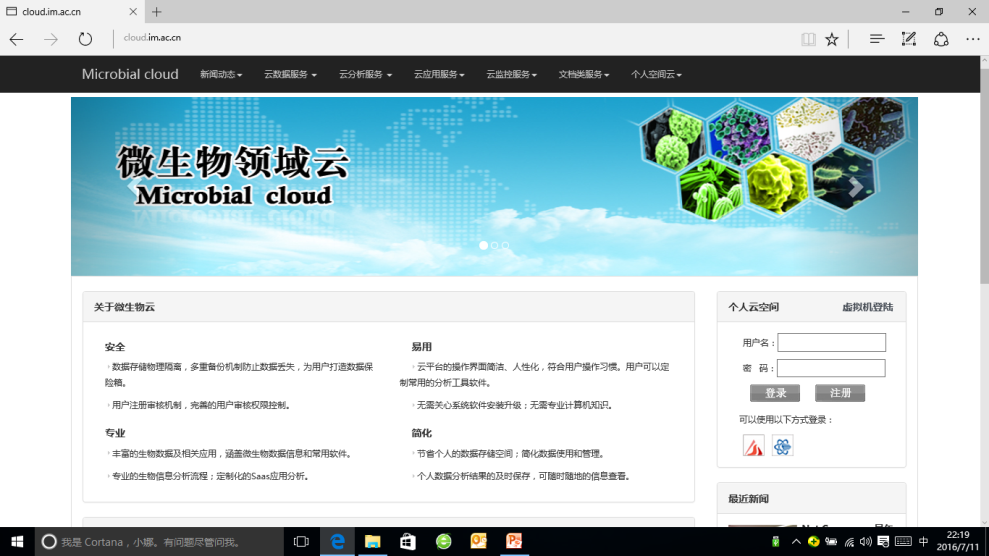 cloud.im.ac.cn
cloud.im.ac.cn
Microbial cloud 新闻动态 云数据服务 云分析服务 云应用服务 云监控服务 文档类服务 个人空间云
微生物领域云
Microbial cloud
关于微生物云
安全
数据存储物理隔离，多重备份机制防止数据丢失，为用户打造数据保
险箱。
用户注册审核机制，完善的用户审核权限控制。
易用
云平台的操作界面简洁、人性化，符合用户操作习惯。用户可以定
制常用的分析工具软件。
无需关心系统软件安装升级；无需专业计算机知识。
专业
丰富的生物数据及相关应用，涵盖微生物数据信息和常用软件。
专业的生物信息分析流程；定制化的Saas应用分析。
简化
节省个人的数据存储空间；简化数据使用和管理。
个人数据分析结果的及时保存，可随时随地的信息查看。
个人云空间 虚拟机登陆
用户名：
密 码：
登录 注册
可以使用以下方式登录：
最近新闻
我是 Cortana，小娜。有问题尽管问我。
中
22:19
2016/7/11